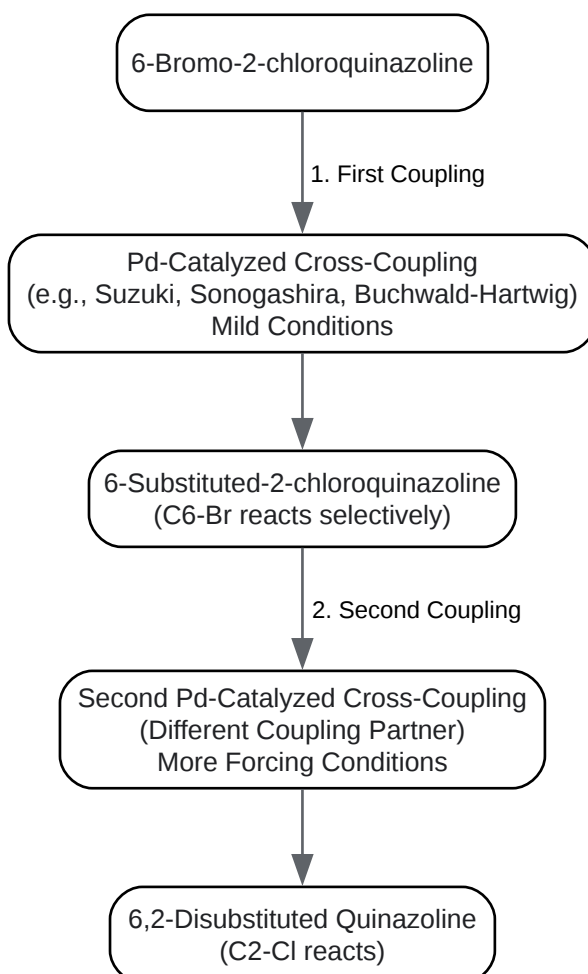 6-Bromo-2-chloroquinazoline
1. First Coupling
Pd-Catalyzed Cross-Coupling
(e.g., Suzuki, Sonogashira, Buchwald-Hartwig)
Mild Conditions
6-Substituted-2-chloroquinazoline
(C6-Br reacts selectively)
2. Second Coupling
Second Pd-Catalyzed Cross-Coupling
(Different Coupling Partner)
More Forcing Conditions
6,2-Disubstituted Quinazoline
(C2-Cl reacts)